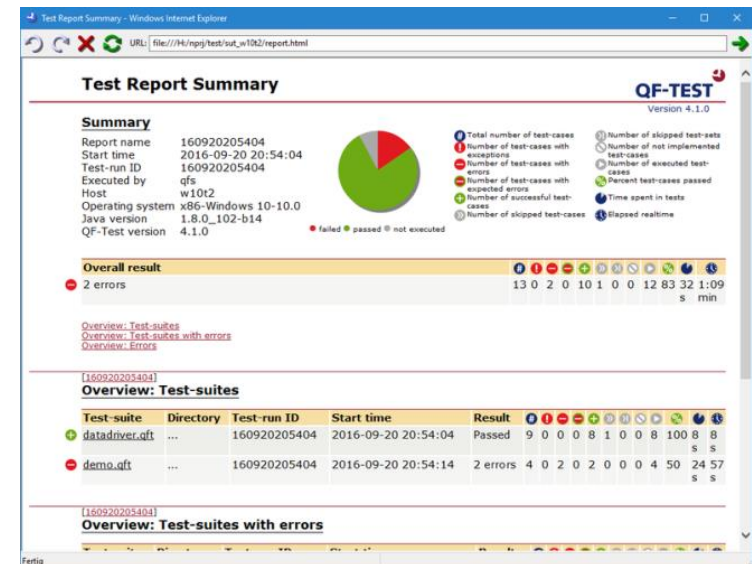 Test Report Summary - Windows Internet Explorer
URL: file:///H:/nprj/test/sut_w10t2/report.html
Test Report Summary
QF-TEST
Version 4.1.0
Summary
Report name 160920205404
Start time 2016-09-20 20:54:04
Test-run ID 160920205404
Executed by qfs
Host w10t2
Operating system x86-Windows 10-10.0
Java version 1.8.0_102-b14
QF-Test version 4.1.0
failed passed not executed
# Total number of test-cases
Number of test-cases with
exceptions
Number of test-cases with
errors
Number of test-cases with
expected errors
Number of successful test-
cases
Number of skipped test-cases
Number of skipped test-sets
Number of not implemented
test-cases
Number of executed test-
cases
Percent test-cases passed
Time spent in tests
Elapsed realtime
Overall result #
2 errors 13 0 2 0 10 1 0 0 12 83 32 1:09
s min
Overview: Test-suites
Overview: Test-suites with errors
Overview: Errors
[160920205404]
Overview: Test-suites
Test-suite Directory Test-run ID Start time Result #
datadriver.qft ... 160920205404 2016-09-20 20:54:04 Passed 9 0 0 0 8 1 0 0 8 100 8 8
s s
demo.qft ... 160920205404 2016-09-20 20:54:14 2 errors 4 0 2 0 2 0 0 0 4 50 24 57
s s
[160920205404]
Overview: Test-suites with errors
Fertig